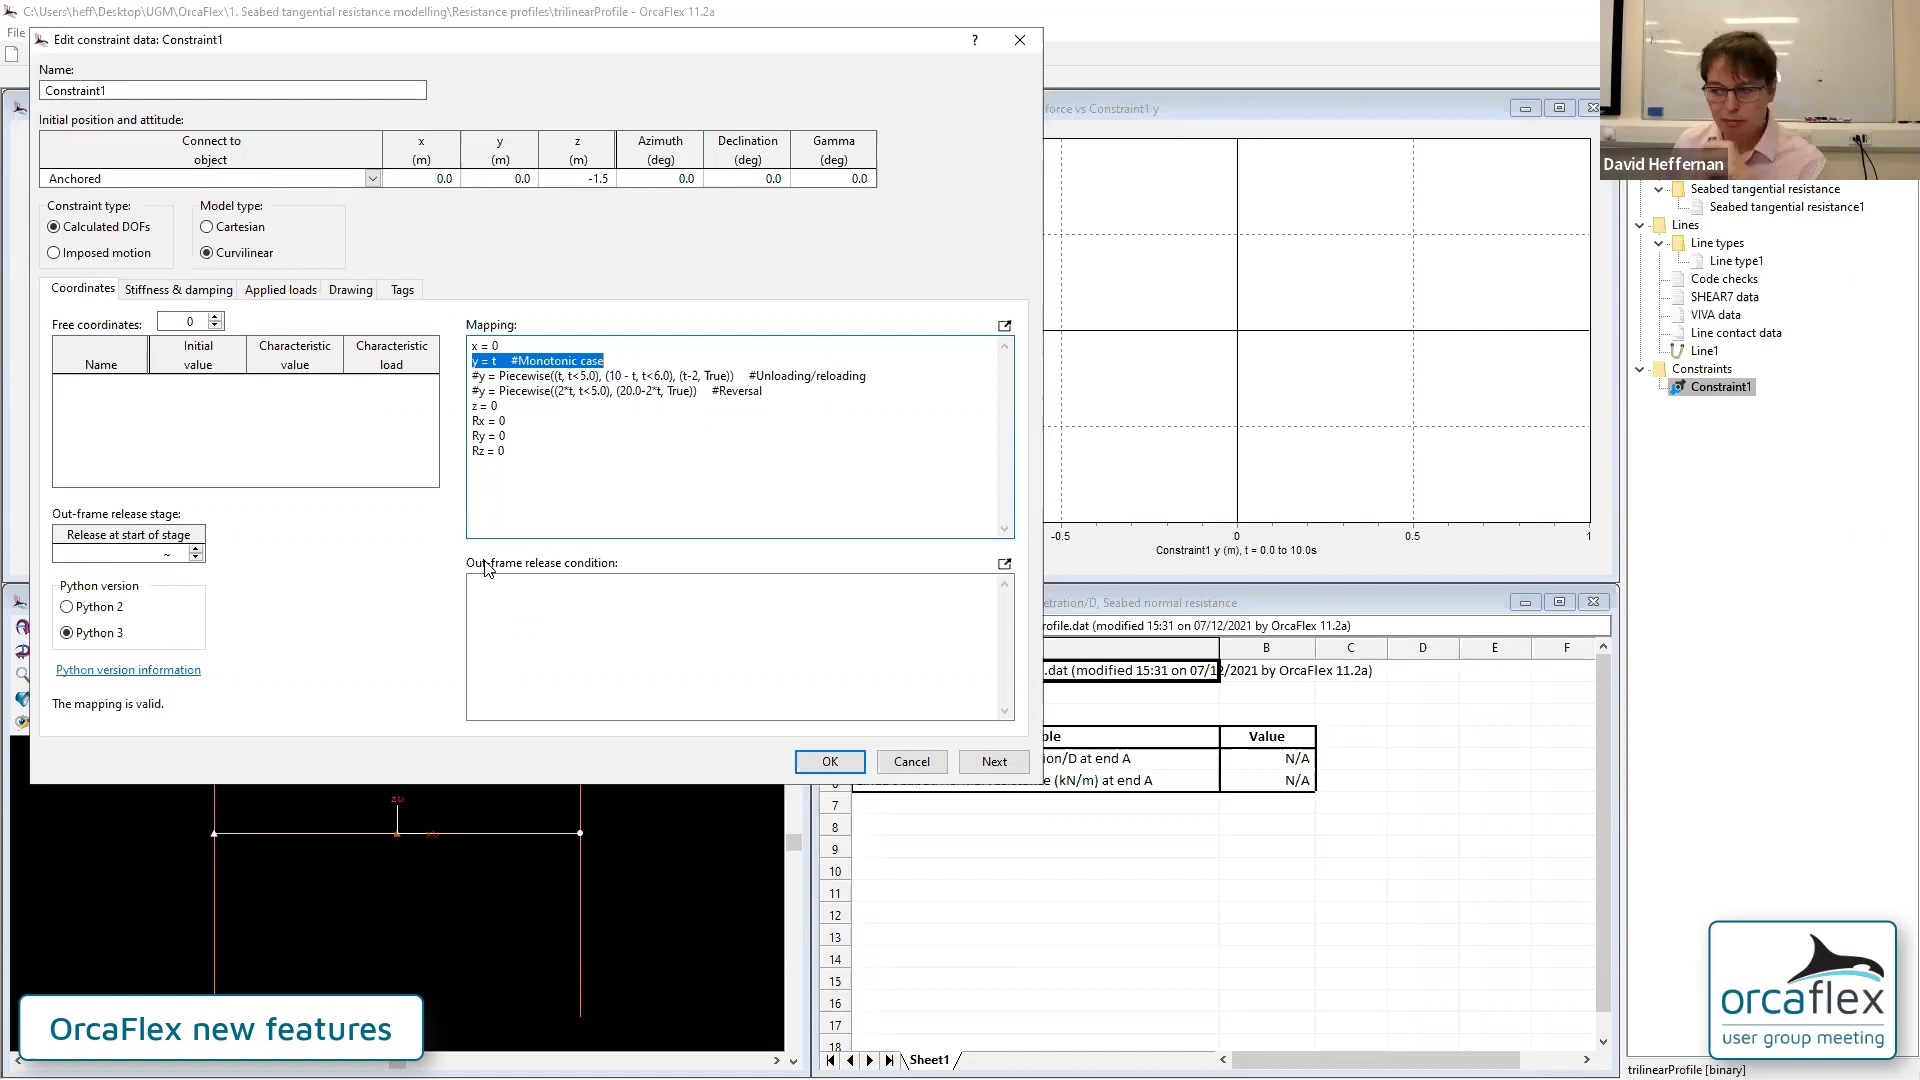 C:\Users\heff\Desktop\UGM\OrcaFlex\1. Seabed tangential resistance modelling\Resistance profiles\trilinearProfile - OrcaFlex 11.2a
File
Edit constraint data: Constraint1
?
Name:
Constraint1
Initial position and attitude:
Connect to object
x (m)
y (m)
z (m)
Azimuth (deg)
Declination (deg)
Gamma (deg)
Anchored
0.0
0.0
-1.5
0.0
0.0
0.0
Constraint type:
Calculated DOFs
Imposed motion
Model type:
Cartesian
Curvilinear
Coordinates
Stiffness & damping
Applied loads
Drawing
Tags
Free coordinates:
0
Name
Initial value
Characteristic value
Characteristic load
Mapping:
x = 0
y = t #Monotonic case
#y = Piecewise((t, t<5.0), (10 - t, t<6.0), (t-2, True)) #Unloading/reloading
#y = Piecewise((2*t, t<5.0), (20.0-2*t, True)) #Reversal
z = 0
Rx = 0
Ry = 0
Rz = 0
Out-frame release stage:
Release at start of stage
~
Out-frame release condition:
Python version
Python 2
Python 3
Python version information
The mapping is valid.
OK
Cancel
Next
force vs Constraint1 y
-0.5
0
0.5
1
Constraint1 y (m), t = 0.0 to 10.0s
etration/D, Seabed normal resistance
rofile.dat (modified 15:31 on 07/12/2021 by OrcaFlex 11.2a)
B
C
D
E
F
.dat (modified 15:31 on 07/12/2021 by OrcaFlex 11.2a)
ble
Value
ion/D at end A
N/A
e (kN/m) at end A
N/A
7
8
9
10
11
12
13
14
15
16
17
18
Sheet1
David Heffernan
Seabed tangential resistance
Seabed tangential resistance1
Lines
Line types
Line type1
Code checks
SHEAR7 data
VIVA data
Line contact data
Line1
Constraints
Constraint1
OrcaFlex new features
orcaflex
user group meeting
trilinearProfile [binary]